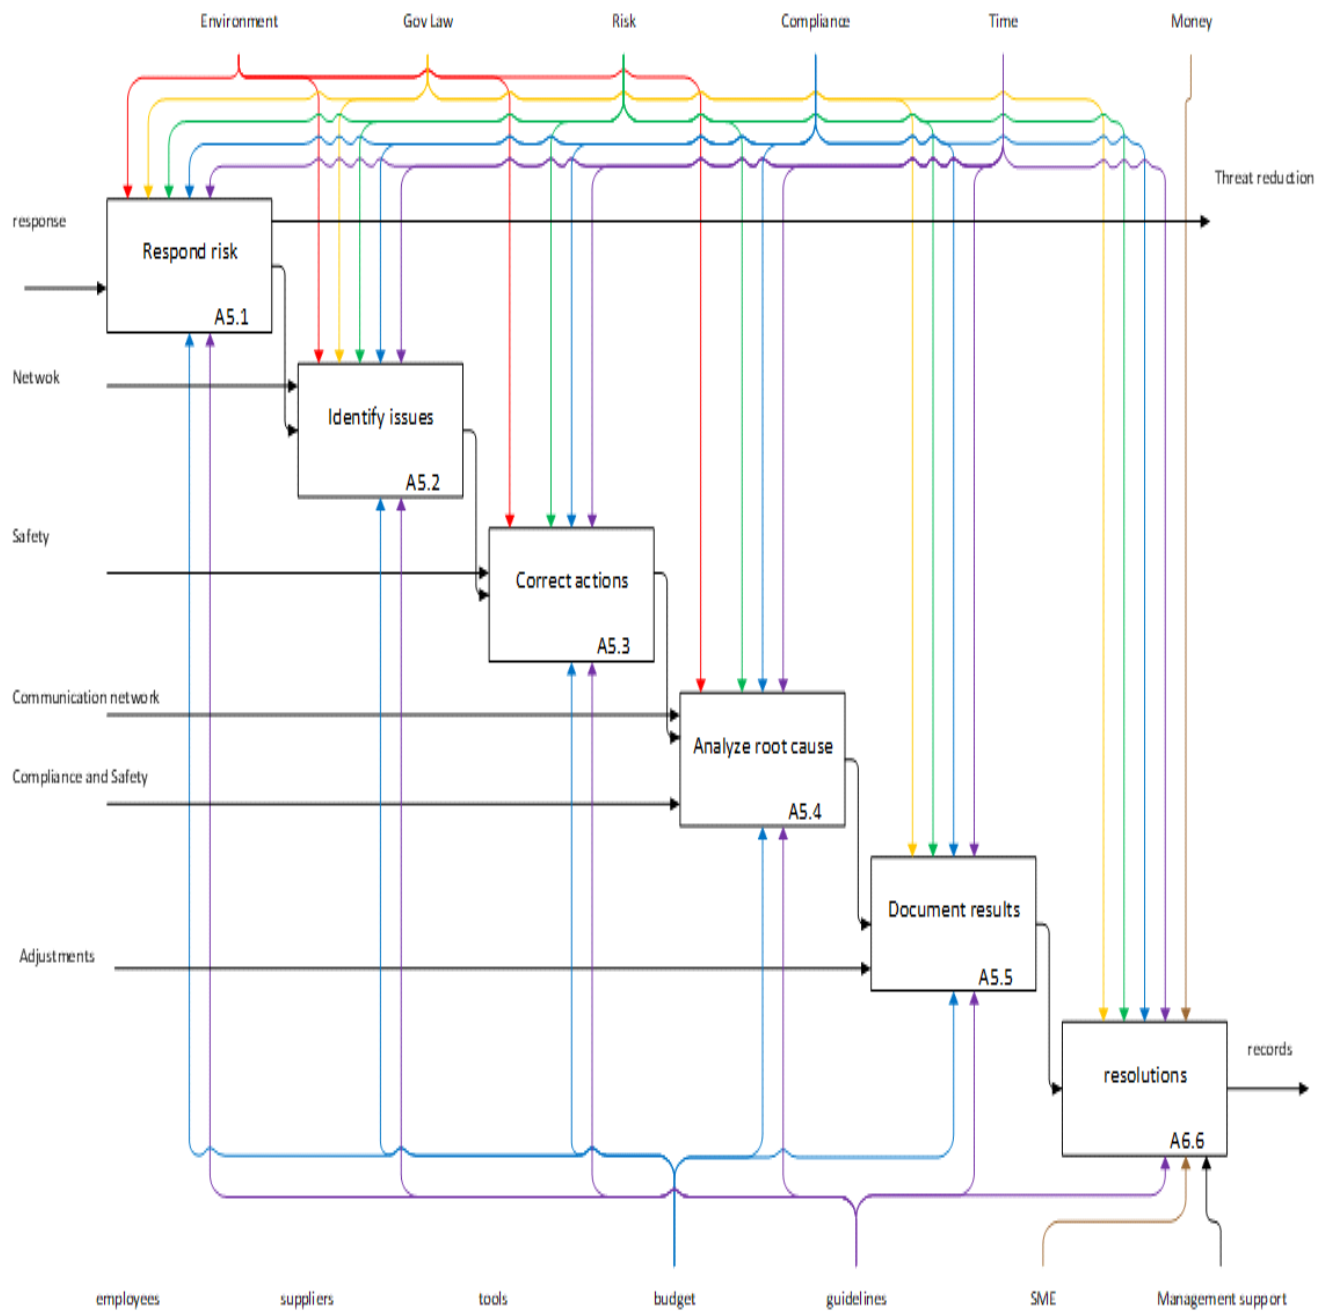 Environment
Gov Law
Risk
Compliance
Time
Money
Threat reduction
response
Respond risk
A5.1
Netwok
Identify issues
A5.2
Safety
Correct actions
A5.3
Communication network
Analyze root cause
Compliance and Safety
A5.4
Document results
Adjustments
A5.5
records
resolutions
A6.6
employees
suppliers
tools
budget
guidelines
SME
Management support